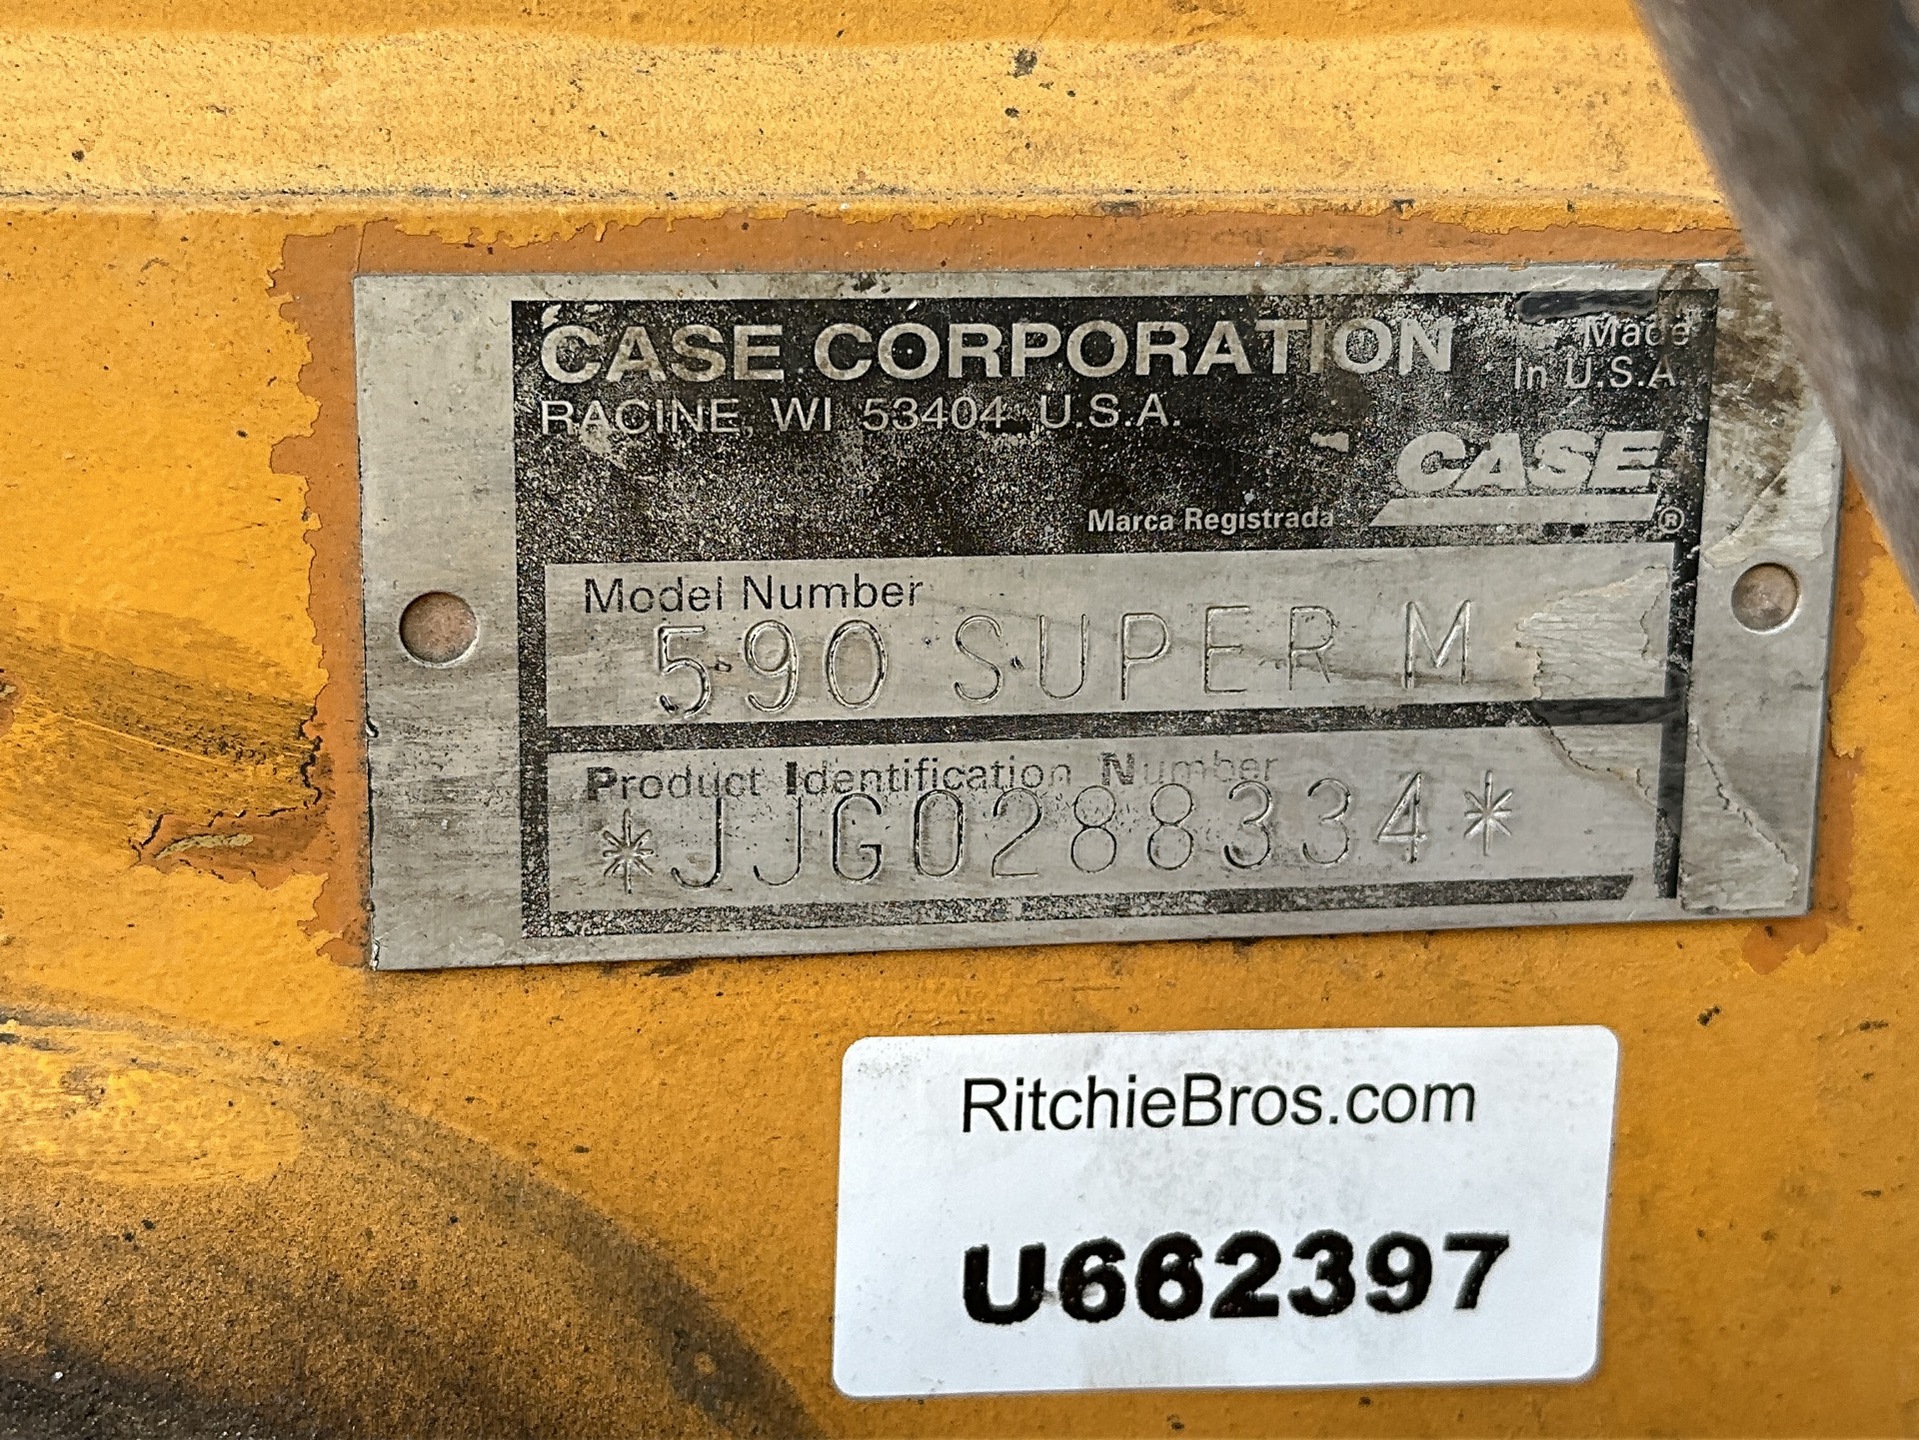 CASE CORPORATION
Made
In U.S.A
RACINE, WI 53404 U.S.A.
CASE
Marca Registrada ®
Model Number
590 SUPER M
Product Identification Number
*JJG0288334*
RitchieBros.com
U662397